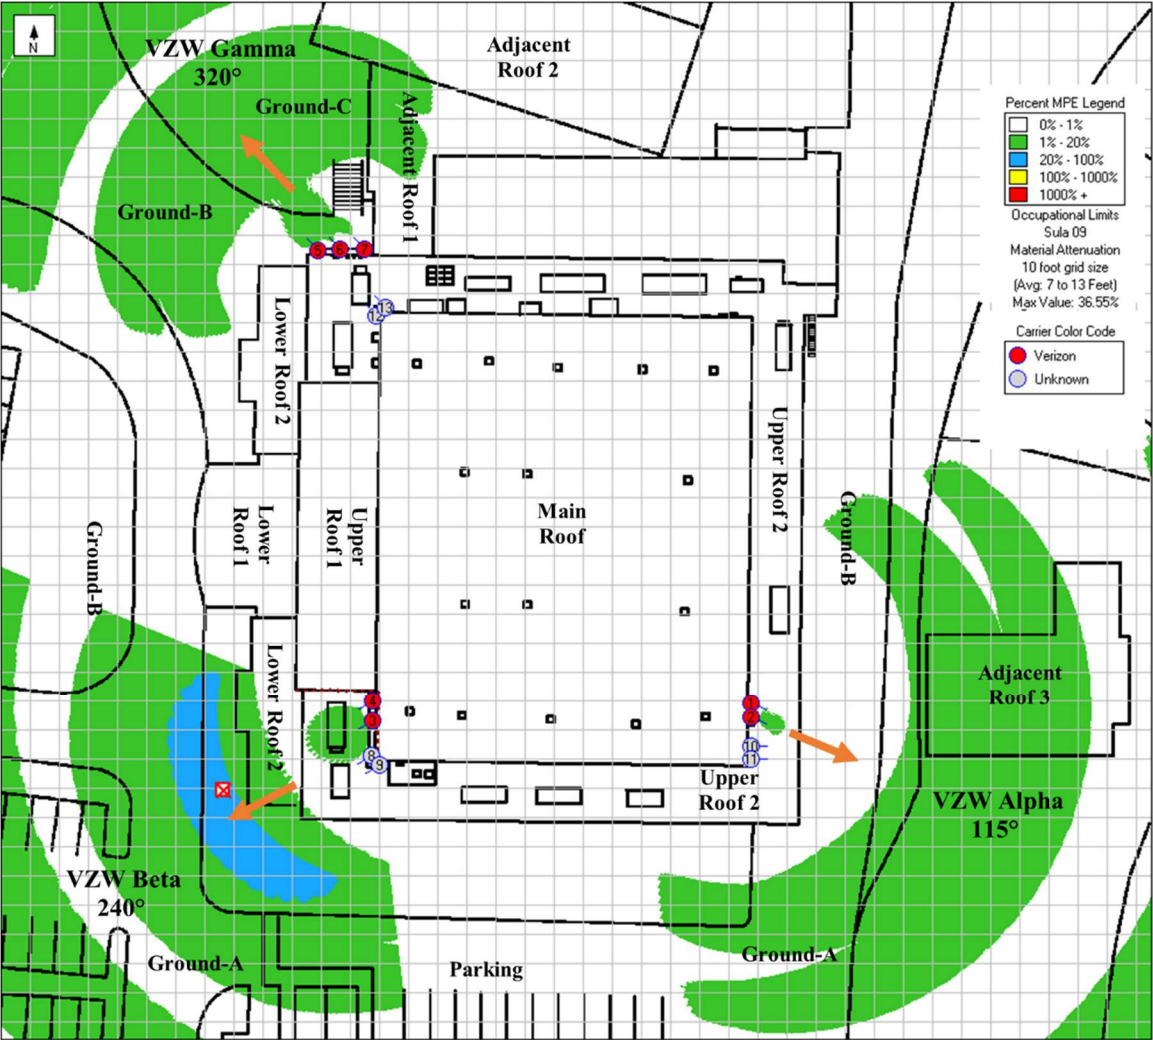 N
VZW Gamma
320°
Adjacent
Roof 2
Ground-C
Adjacent Roof 1
Ground-B
Percent MPE Legend
0% - 1%
1% - 20%
20% - 100%
100% - 1000%
1000% +
Occupational Limits
Sula 09
Material Attenuation
10 foot grid size
(Avg: 7 to 13 Feet)
Max Value: 36.55%
Carrier Color Code
Verizon
Unknown
5
6
7
13
12
Lower Roof 2
Upper Roof 2
Main
Roof
Upper
Roof 1
Lower
Roof 1
Ground-B
Ground-B
Lower Roof 2
Adjacent
Roof 3
4
3
8
9
1
2
10
11
Upper
Roof 2
VZW Alpha
115°
VZW Beta
240°
Ground-A
Parking
Ground-A